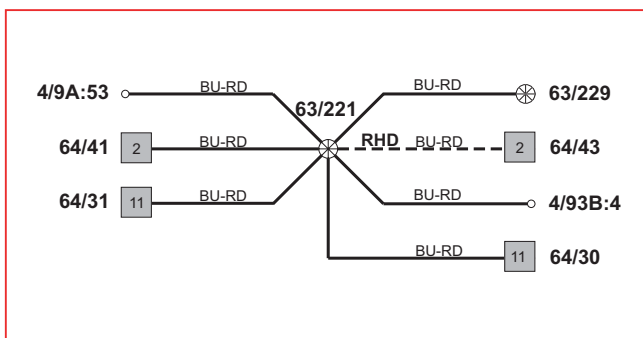 4/9A:53 BU-RD 63/221 BU-RD 63/229
64/41 2 BU-RD RHD BU-RD 2 64/43
64/31 11 BU-RD BU-RD 4/93B:4
BU-RD 11 64/30